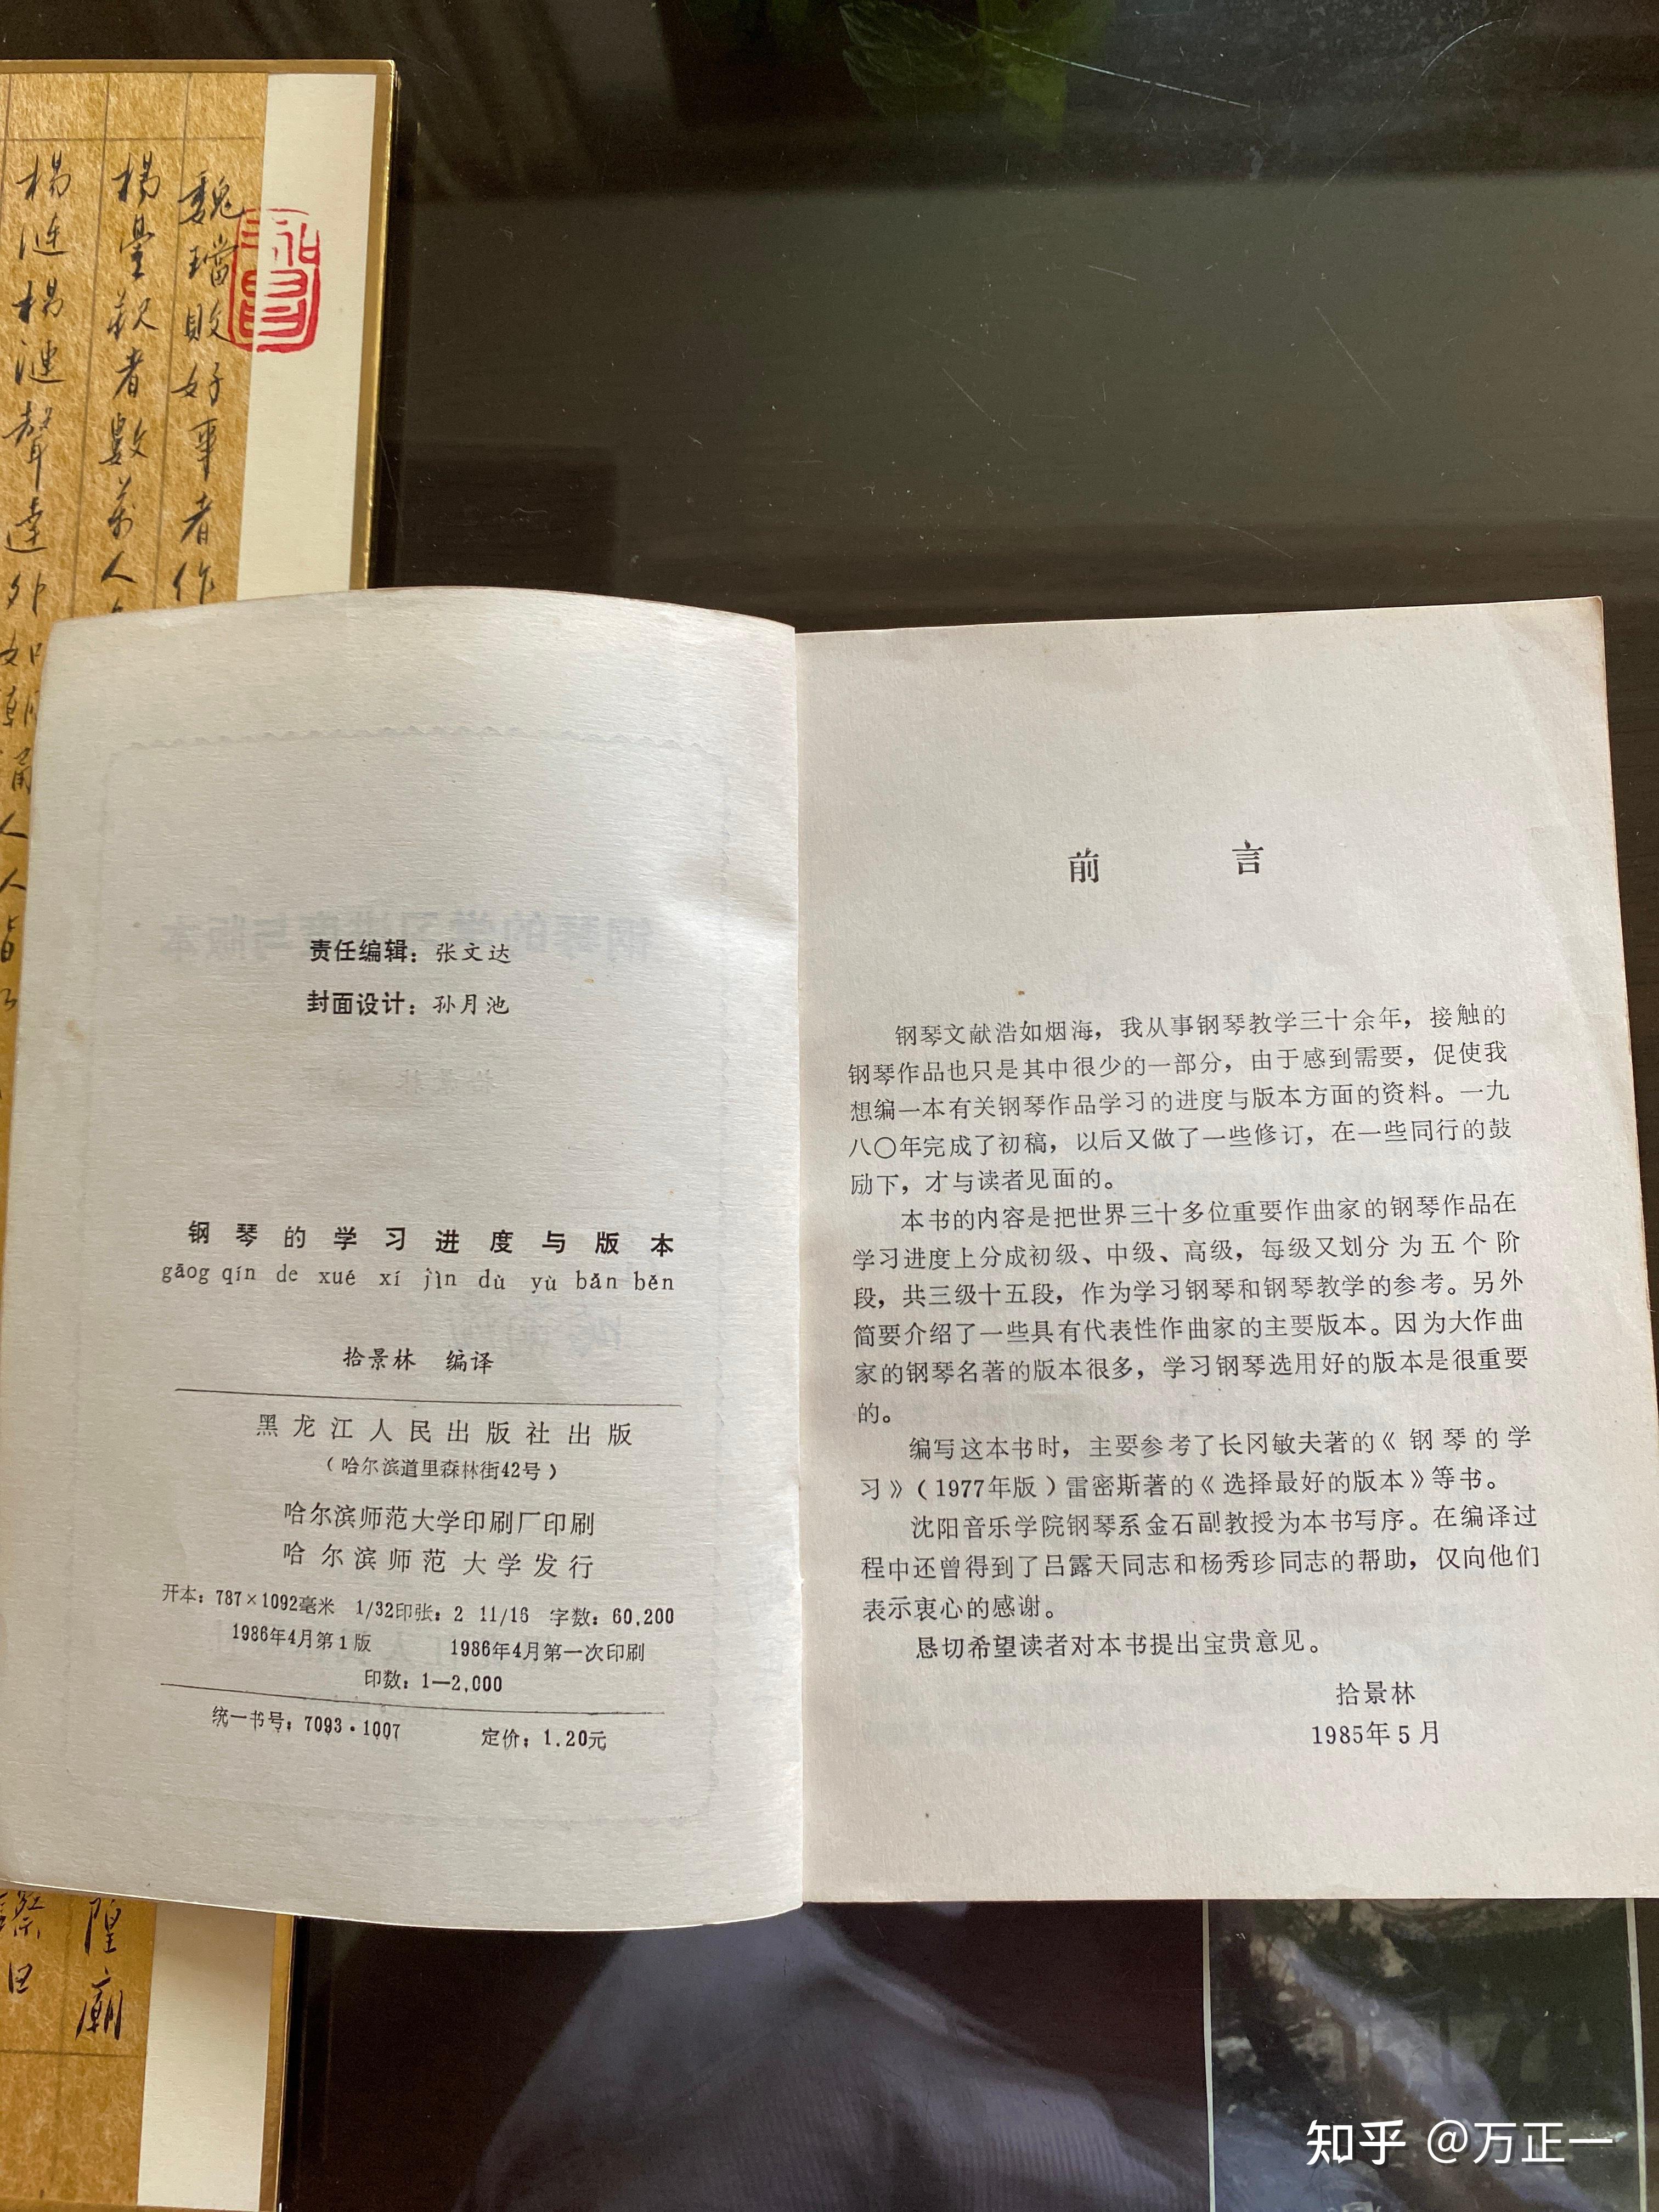 魏璫敗好事者作
楊
者數萬人
楊漣楊漣聲達外如潮湧人人皆
隍廟
责任编辑：张文达
封面设计：孙月池
钢琴的学习进度与版本
gāog qín de xué xí jìn dù yù bǎn běn
拾景林 编译
黑龙江人民出版社出版
（哈尔滨道里森林街42号）
哈尔滨师范大学印刷厂印刷
哈尔滨师范大学发行
开本：787×1092毫米 1/32印张：2 11/16 字数：60,200
1986年4月第1版 1986年4月第一次印刷
印数：1—2,000
统一书号：7093·1007 定价：1.20元
前 言
钢琴文献浩如烟海，我从事钢琴教学三十余年，接触的
钢琴作品也只是其中很少的一部分，由于感到需要，促使我
想编一本有关钢琴作品学习的进度与版本方面的资料。一九
八〇年完成了初稿，以后又做了一些修订，在一些同行的鼓
励下，才与读者见面的。
本书的内容是把世界三十多位重要作曲家的钢琴作品在
学习进度上分成初级、中级、高级，每级又划分为五个阶
段，共三级十五段，作为学习钢琴和钢琴教学的参考。另外
简要介绍了一些具有代表性作曲家的主要版本。因为大作曲
家的钢琴名著的版本很多，学习钢琴选用好的版本是很重要
的。
编写这本书时，主要参考了长冈敏夫著的《钢琴的学
习》（1977年版）雷密斯著的《选择最好的版本》等书。
沈阳音乐学院钢琴系金石副教授为本书写序。在编译过
程中还曾得到了吕露天同志和杨秀珍同志的帮助，仅向他们
表示衷心的感谢。
恳切希望读者对本书提出宝贵意见。
拾景林
1985年5月
知乎 @万正一